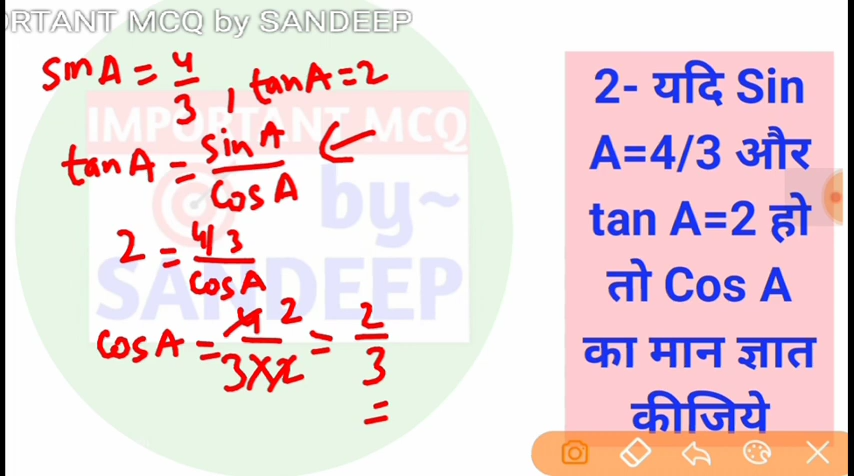 ORTANT MCQ by SANDEEP
sin A = 4/3 , tan A = 2
tan A = sin A / cos A
2 = 4/3 / cos A
cos A = 4 2 / 3 × 2 = 2/3
=
IMPORTANT MCQ
by~
SANDEEP
2- यदि Sin
A=4/3 और
tan A=2 हो
तो Cos A
का मान ज्ञात
कीजिये